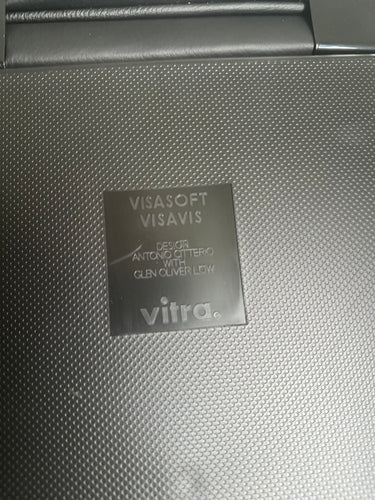 VISASOFT
VISAVIS
DESIGN
ANTONIO CITTERIO
WITH
GLEN OLIVER LÖW
vitra.